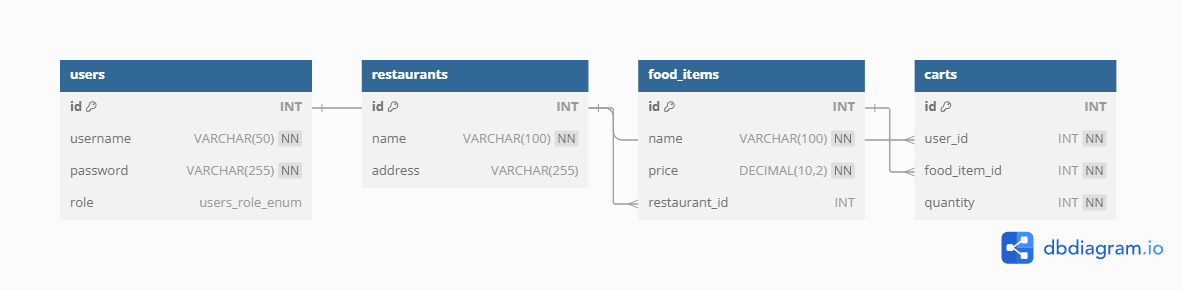 users
id INT
username VARCHAR(50) NN
password VARCHAR(255) NN
role users_role_enum
restaurants
id INT
name VARCHAR(100) NN
address VARCHAR(255)
food_items
id INT
name VARCHAR(100) NN
price DECIMAL(10,2) NN
restaurant_id INT
carts
id INT
user_id INT NN
food_item_id INT NN
quantity INT NN
dbdiagram.io